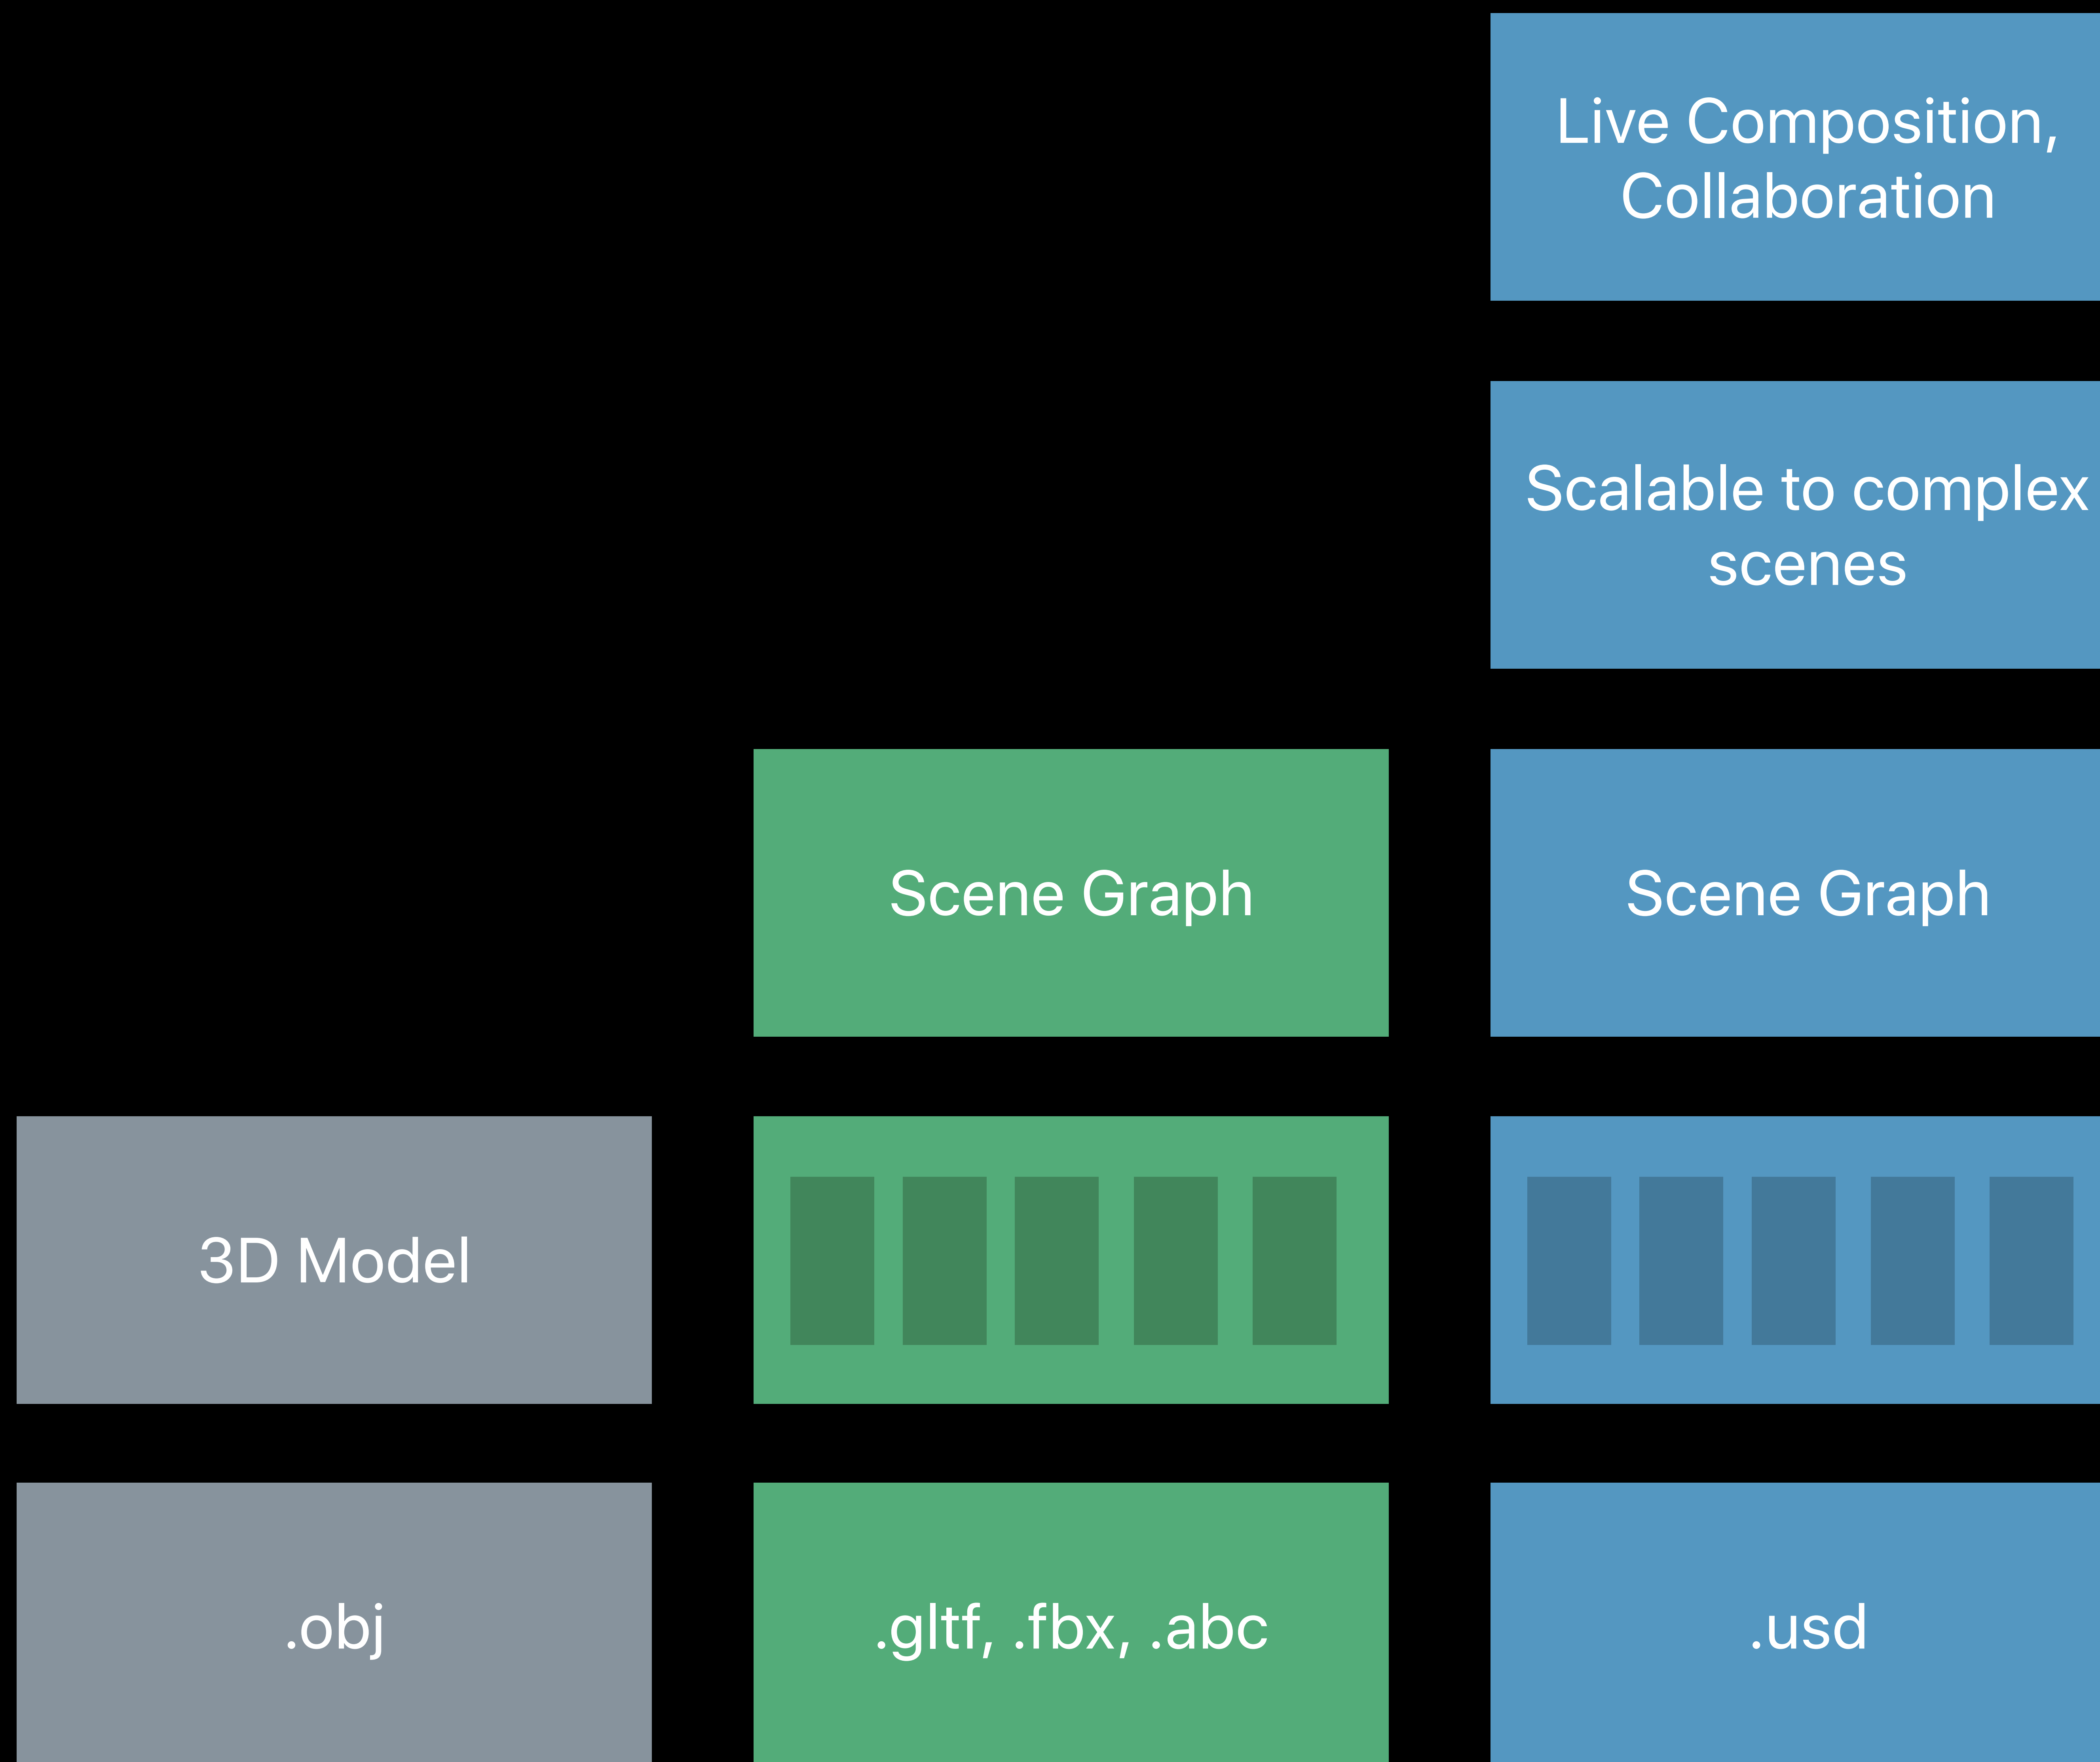 Live Composition,
Collaboration
Scalable to complex
scenes
Scene Graph
Scene Graph
3D Model
.obj
.gltf, .fbx, .abc
.usd